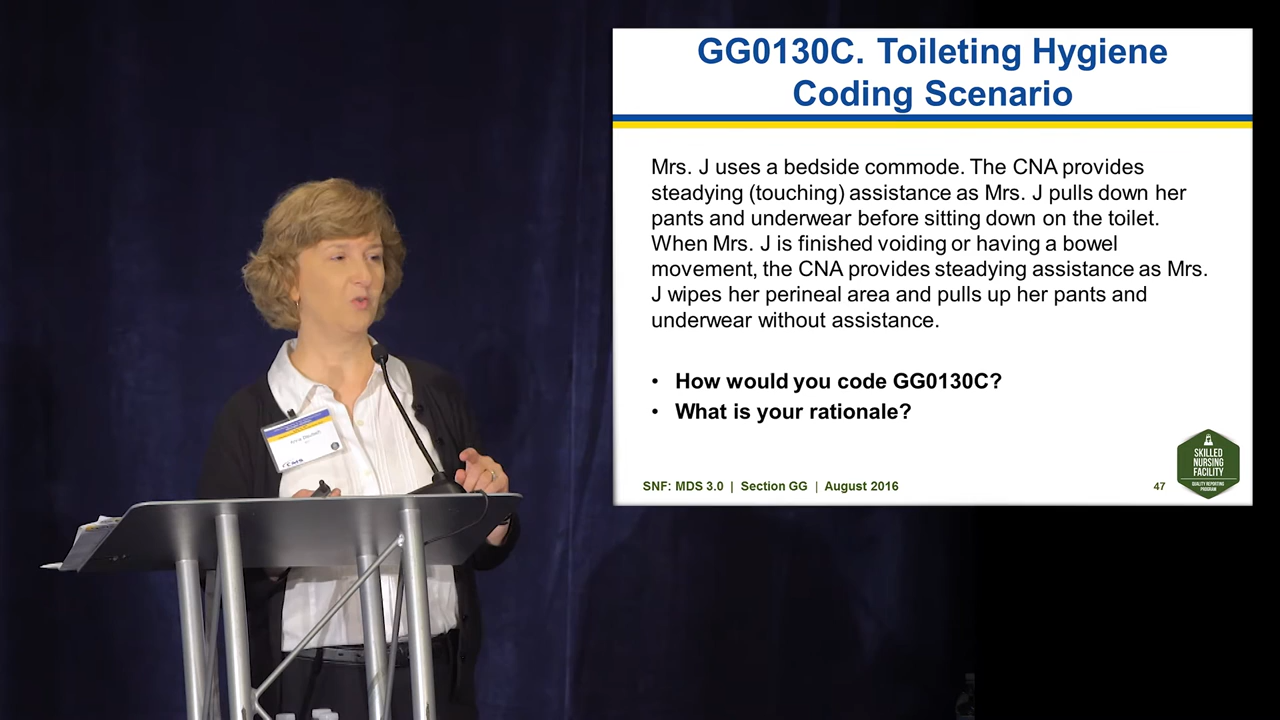 GG0130C. Toileting Hygiene
Coding Scenario
Mrs. J uses a bedside commode. The CNA provides
steadying (touching) assistance as Mrs. J pulls down her
pants and underwear before sitting down on the toilet.
When Mrs. J is finished voiding or having a bowel
movement, the CNA provides steadying assistance as Mrs.
J wipes her perineal area and pulls up her pants and
underwear without assistance.
• How would you code GG0130C?
• What is your rationale?
SNF: MDS 3.0 | Section GG | August 2016
47
SKILLED
NURSING
FACILITY
QUALITY REPORTING
PROGRAM
CMS